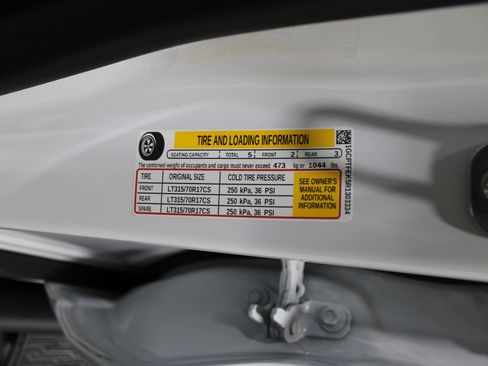 TIRE AND LOADING INFORMATION
SEATING CAPACITY TOTAL 5 FRONT 2 REAR 3
The combined weight of occupants and cargo must never exceed 473 kg or 1044 lbs.
TIRE ORIGINAL SIZE COLD TIRE PRESSURE
FRONT LT315/70R17CS 250 kPa, 36 PSI
REAR LT315/70R17CS 250 kPa, 36 PSI
SPARE LT315/70R17CS 250 kPa, 36 PSI
SEE OWNER'S
MANUAL FOR
ADDITIONAL
INFORMATION
1GCPTFEK5R1303334